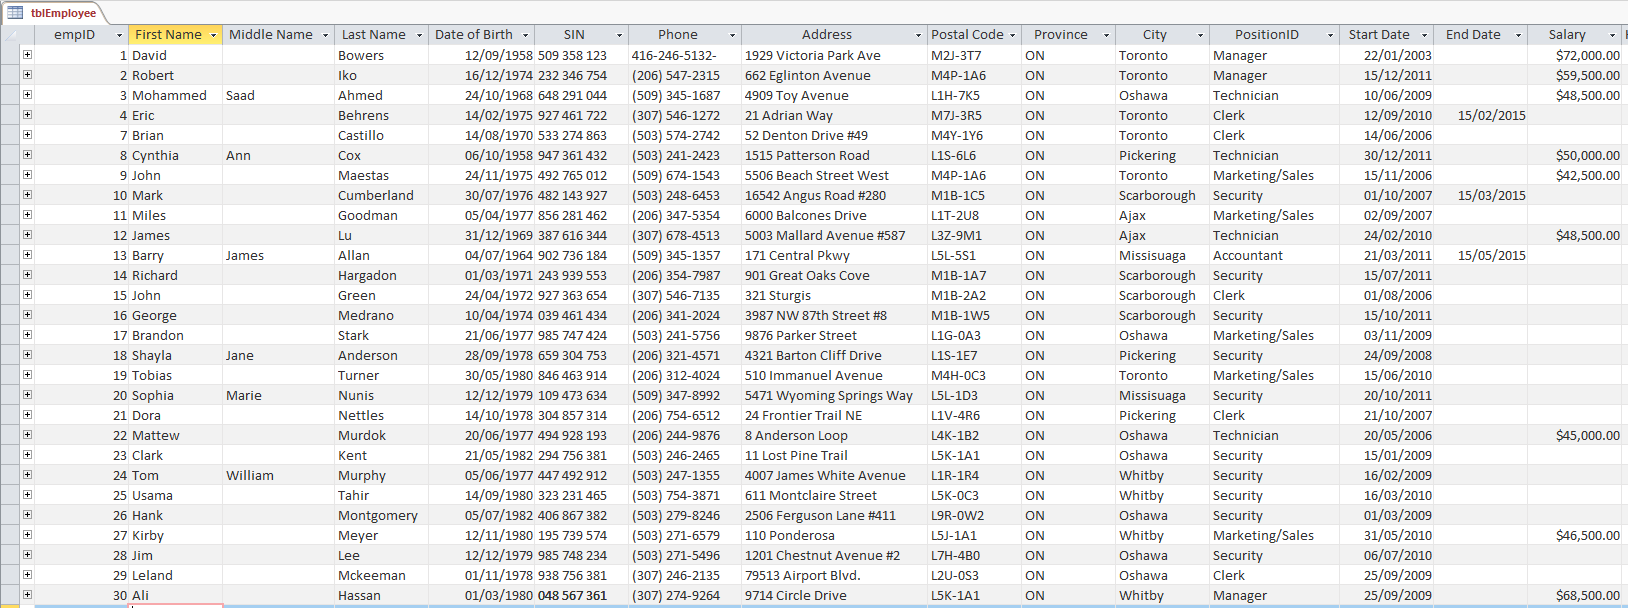 tblEmployee
empID First Name Middle Name Last Name Date of Birth SIN Phone Address Postal Code Province City PositionID Start Date End Date Salary
1 David Bowers 12/09/1958 509 358 123 416-246-5132- 1929 Victoria Park Ave M2J-3T7 ON Toronto Manager 22/01/2003 $72,000.00
2 Robert Iko 16/12/1974 232 346 754 (206) 547-2315 662 Eglinton Avenue M4P-1A6 ON Toronto Manager 15/12/2011 $59,500.00
3 Mohammed Saad Ahmed 24/10/1968 648 291 044 (509) 345-1687 4909 Toy Avenue L1H-7K5 ON Oshawa Technician 10/06/2009 $48,500.00
4 Eric Behrens 14/02/1975 927 461 722 (307) 546-1272 21 Adrian Way M7J-3R5 ON Toronto Clerk 12/09/2010 15/02/2015
7 Brian Castillo 14/08/1970 533 274 863 (503) 574-2742 52 Denton Drive #49 M4Y-1Y6 ON Toronto Clerk 14/06/2006
8 Cynthia Ann Cox 06/10/1958 947 361 432 (503) 241-2423 1515 Patterson Road L1S-6L6 ON Pickering Technician 30/12/2011 $50,000.00
9 John Maestas 24/11/1975 492 765 012 (509) 674-1543 5506 Beach Street West M4P-1A6 ON Toronto Marketing/Sales 15/11/2006 $42,500.00
10 Mark Cumberland 30/07/1976 482 143 927 (503) 248-6453 16542 Angus Road #280 M1B-1C5 ON Scarborough Security 01/10/2007 15/03/2015
11 Miles Goodman 05/04/1977 856 281 462 (206) 347-5354 6000 Balcones Drive L1T-2U8 ON Ajax Marketing/Sales 02/09/2007
12 James Lu 31/12/1969 387 616 344 (307) 678-4513 5003 Mallard Avenue #587 L3Z-9M1 ON Ajax Technician 24/02/2010 $48,500.00
13 Barry James Allan 04/07/1964 902 736 184 (509) 345-1357 171 Central Pkwy L5L-5S1 ON Missisuaga Accountant 21/03/2011 15/05/2015
14 Richard Hargadon 01/03/1971 243 939 553 (206) 354-7987 901 Great Oaks Cove M1B-1A7 ON Scarborough Security 15/07/2011
15 John Green 24/04/1972 927 363 654 (307) 546-7135 321 Sturgis M1B-2A2 ON Scarborough Clerk 01/08/2006
16 George Medrano 10/04/1974 039 461 434 (206) 341-2024 3987 NW 87th Street #8 M1B-1W5 ON Scarborough Security 15/10/2011
17 Brandon Stark 21/06/1977 985 747 424 (503) 241-5756 9876 Parker Street L1G-0A3 ON Oshawa Marketing/Sales 03/11/2009
18 Shayla Jane Anderson 28/09/1978 659 304 753 (206) 321-4571 4321 Barton Cliff Drive L1S-1E7 ON Pickering Security 24/09/2008
19 Tobias Turner 30/05/1980 846 463 914 (206) 312-4024 510 Immanuel Avenue M4H-0C3 ON Toronto Marketing/Sales 15/06/2010
20 Sophia Marie Nunis 12/12/1979 109 473 634 (509) 347-8992 5471 Wyoming Springs Way L5L-1D3 ON Missisuaga Security 20/10/2011
21 Dora Nettles 14/10/1978 304 857 314 (206) 754-6512 24 Frontier Trail NE L1V-4R6 ON Pickering Clerk 21/10/2007
22 Mattew Murdok 20/06/1977 494 928 193 (206) 244-9876 8 Anderson Loop L4K-1B2 ON Oshawa Technician 20/05/2006 $45,000.00
23 Clark Kent 21/05/1982 294 756 381 (503) 246-2465 11 Lost Pine Trail L5K-1A1 ON Oshawa Security 15/01/2009
24 Tom William Murphy 05/06/1977 447 492 912 (503) 247-1355 4007 James White Avenue L1R-1R4 ON Whitby Security 16/02/2009
25 Usama Tahir 14/09/1980 323 231 465 (503) 754-3871 611 Montclaire Street L5K-0C3 ON Whitby Security 16/03/2010
26 Hank Montgomery 05/07/1982 406 867 382 (503) 279-8246 2506 Ferguson Lane #411 L9R-0W2 ON Oshawa Security 01/03/2009
27 Kirby Meyer 12/11/1980 195 739 574 (503) 271-6579 110 Ponderosa L5J-1A1 ON Whitby Marketing/Sales 31/05/2010 $46,500.00
28 Jim Lee 12/12/1979 985 748 234 (503) 271-5496 1201 Chestnut Avenue #2 L7H-4B0 ON Oshawa Security 06/07/2010
29 Leland Mckeeman 01/11/1978 938 756 381 (307) 246-2135 79513 Airport Blvd. L2U-0S3 ON Oshawa Clerk 25/09/2009
30 Ali Hassan 01/03/1980 048 567 361 (307) 274-9264 9714 Circle Drive L5K-1A1 ON Whitby Manager 25/09/2009 $68,500.00